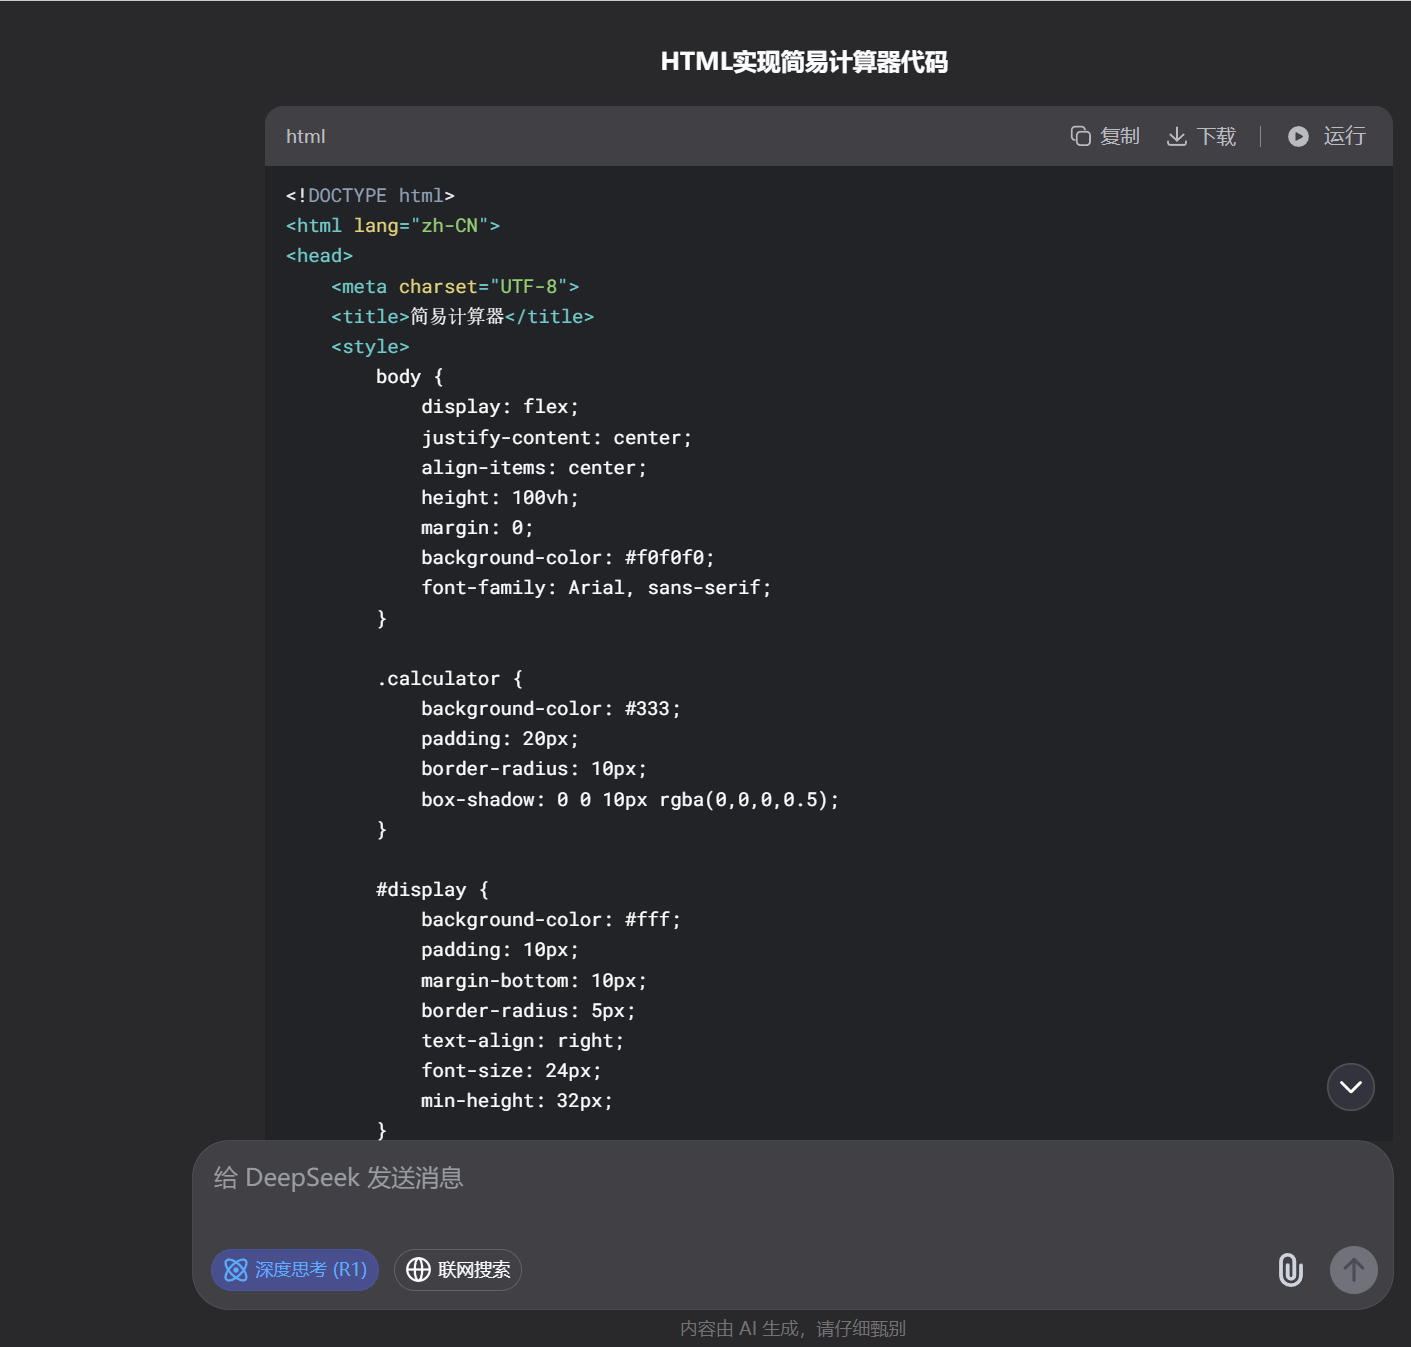 HTML实现简易计算器代码
html 复制 下载 运行
<!DOCTYPE html>
<html lang="zh-CN">
<head>
    <meta charset="UTF-8">
    <title>简易计算器</title>
    <style>
        body {
            display: flex;
            justify-content: center;
            align-items: center;
            height: 100vh;
            margin: 0;
            background-color: #f0f0f0;
            font-family: Arial, sans-serif;
        }

        .calculator {
            background-color: #333;
            padding: 20px;
            border-radius: 10px;
            box-shadow: 0 0 10px rgba(0,0,0,0.5);
        }

        #display {
            background-color: #fff;
            padding: 10px;
            margin-bottom: 10px;
            border-radius: 5px;
            text-align: right;
            font-size: 24px;
            min-height: 32px;
        }
给 DeepSeek 发送消息
深度思考 (R1) 联网搜索
内容由 AI 生成，请仔细甄别